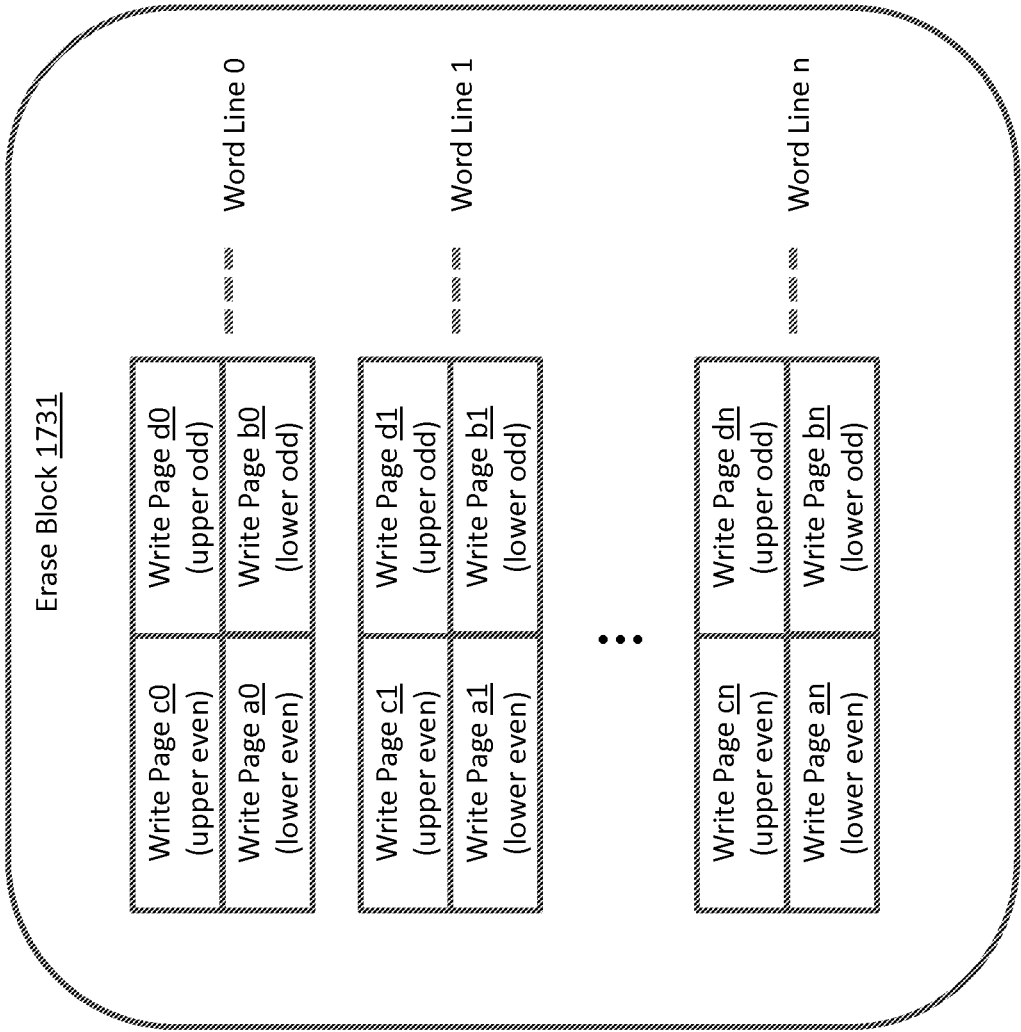 Erase Block 1731
Write Page c0
(upper even)
Write Page d0
(upper odd)
Write Page a0
(lower even)
Write Page b0
(lower odd)
Word Line 0
Write Page c1
(upper even)
Write Page d1
(upper odd)
Write Page a1
(lower even)
Write Page b1
(lower odd)
Word Line 1
•••
Write Page cn
(upper even)
Write Page dn
(upper odd)
Write Page an
(lower even)
Write Page bn
(lower odd)
Word Line n